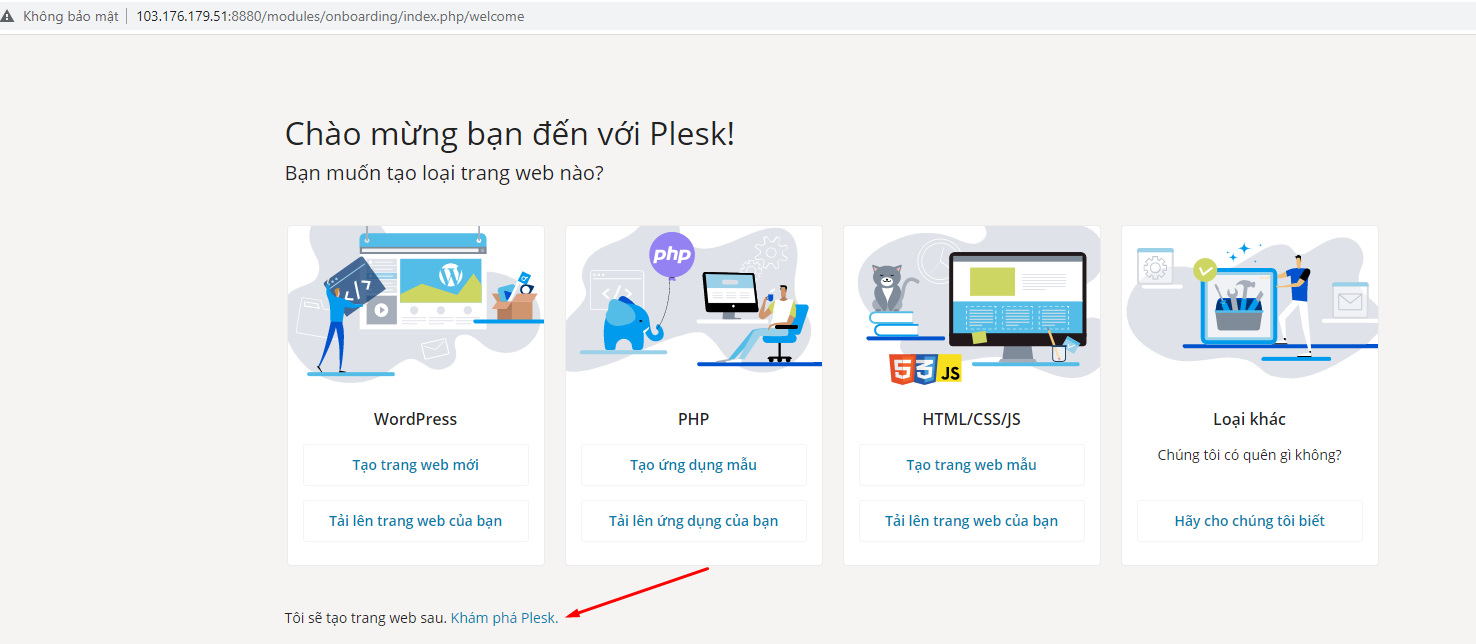 Không bảo mật | 103.176.179.51:8880/modules/onboarding/index.php/welcome
Chào mừng bạn đến với Plesk!
Bạn muốn tạo loại trang web nào?
</>
W
php
</>
5 3 JS
WordPress
PHP
HTML/CSS/JS
Loại khác
Chúng tôi có quên gì không?
Tạo trang web mới
Tạo ứng dụng mẫu
Tạo trang web mẫu
Tải lên trang web của bạn
Tải lên ứng dụng của bạn
Tải lên trang web của bạn
Hãy cho chúng tôi biết
Tôi sẽ tạo trang web sau. Khám phá Plesk.